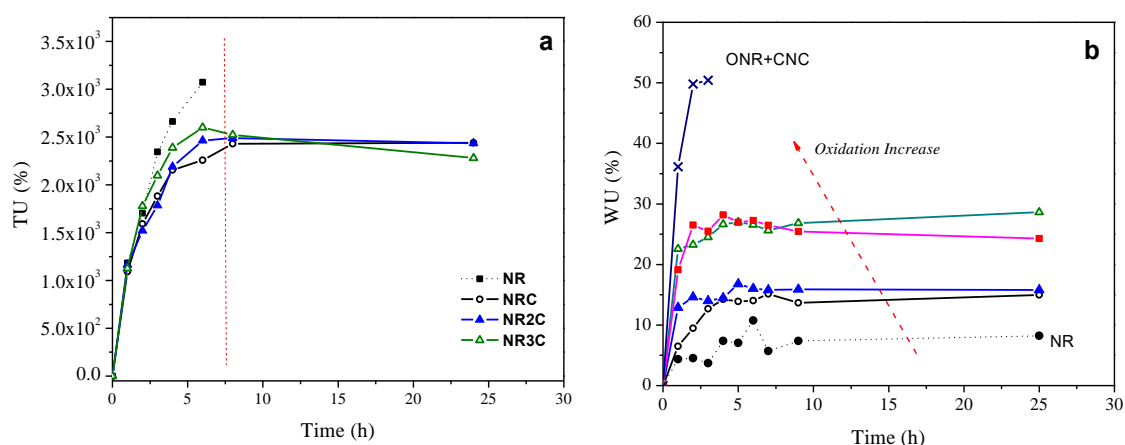 a
3.5x10³
3.0x10³
2.5x10³
2.0x10³
1.5x10³
1.0x10³
5.0x10²
0.0
TU (%)
0 5 10 15 20 25 30
Time (h)
NR
NRC
NR2C
NR3C
b
60
50
40
30
20
10
0
WU (%)
ONR+CNC
Oxidation Increase
NR
0 5 10 15 20 25 30
Time (h)